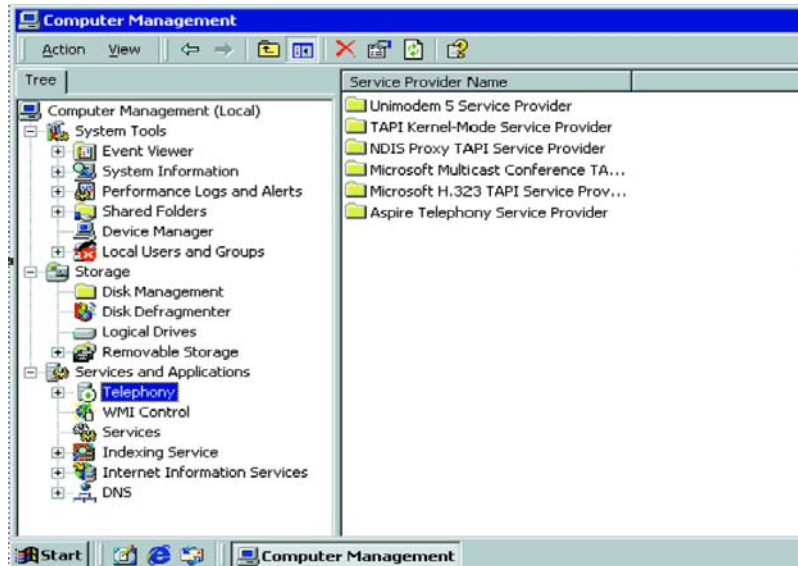 Computer Management
Action View
Tree
Computer Management (Local)
System Tools
Event Viewer
System Information
Performance Logs and Alerts
Shared Folders
Device Manager
Local Users and Groups
Storage
Disk Management
Disk Defragmenter
Logical Drives
Removable Storage
Services and Applications
Telephony
WMI Control
Services
Indexing Service
Internet Information Services
DNS
Service Provider Name
Unimodem 5 Service Provider
TAPI Kernel-Mode Service Provider
NDIS Proxy TAPI Service Provider
Microsoft Multicast Conference TA...
Microsoft H.323 TAPI Service Prov...
Aspire Telephony Service Provider
Start
Computer Management